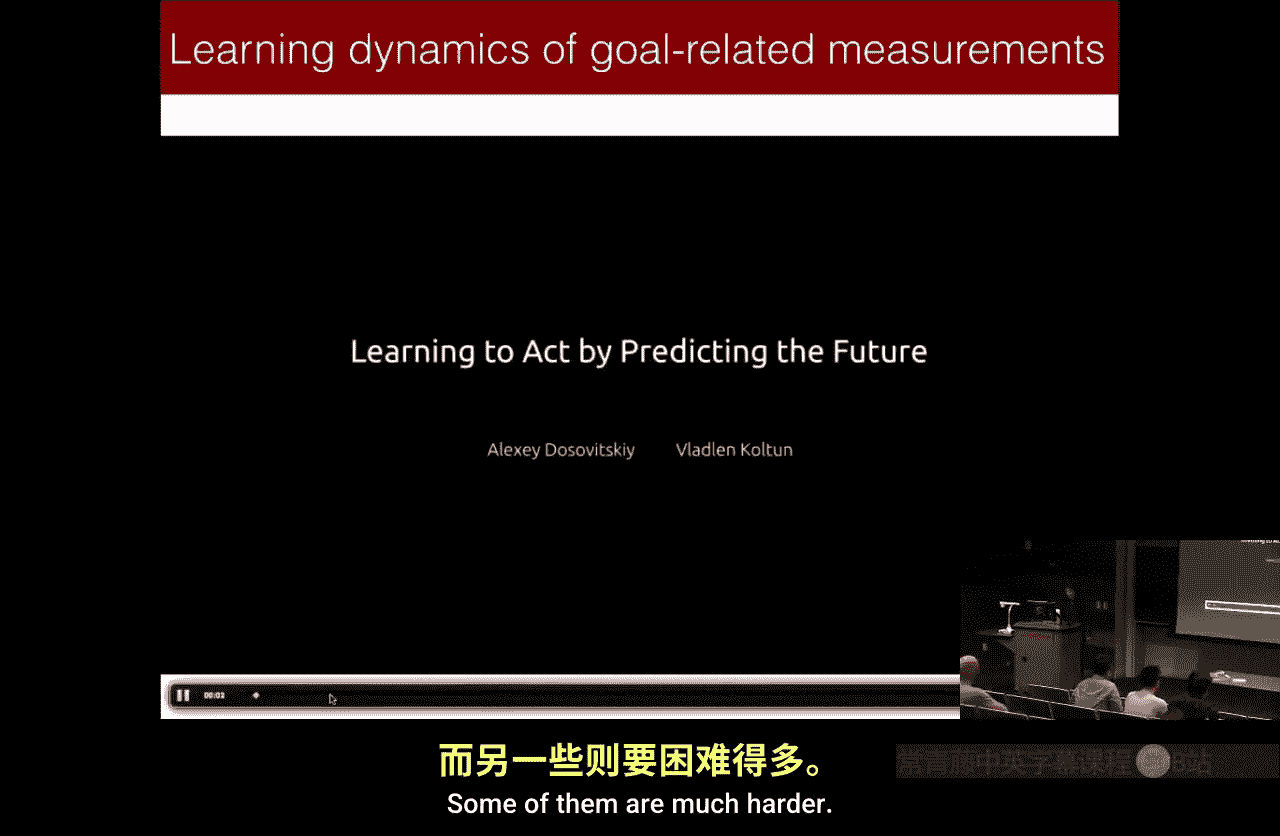 Learning dynamics of goal-related measurements
Learning to Act by Predicting the Future
Alexey Dosovitskiy Vladlen Koltun
00:03
而另一些则要困难得多。
Some of them are much harder.